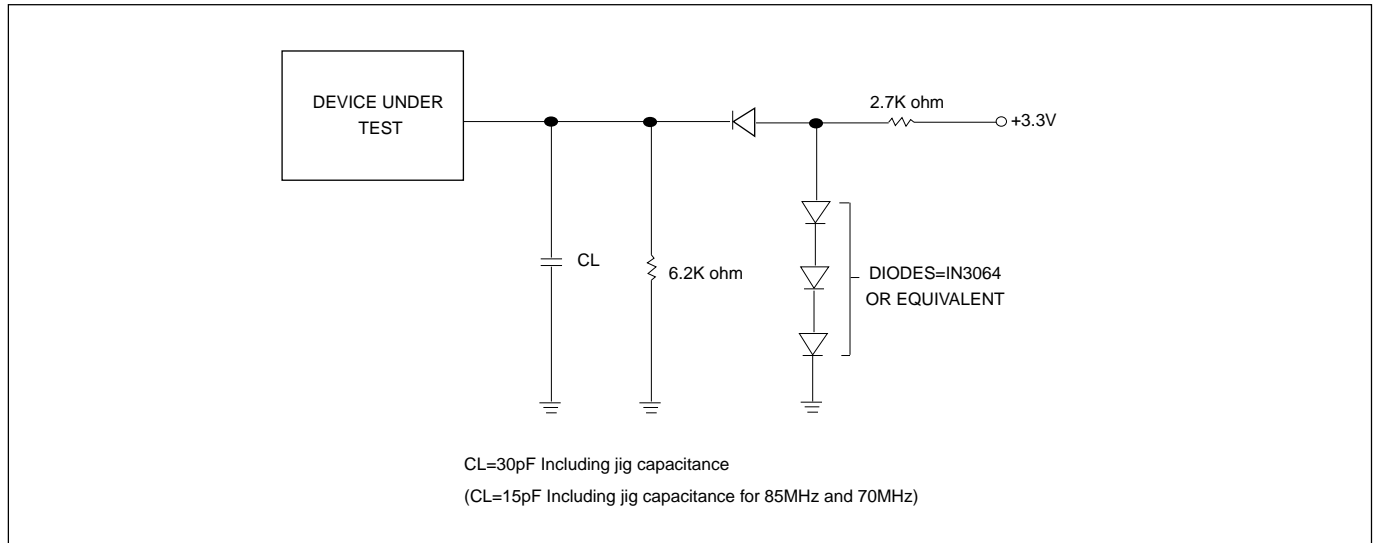 DEVICE UNDER
TEST
2.7K ohm
+3.3V
CL
6.2K ohm
DIODES=IN3064
OR EQUIVALENT
CL=30pF Including jig capacitance
(CL=15pF Including jig capacitance for 85MHz and 70MHz)